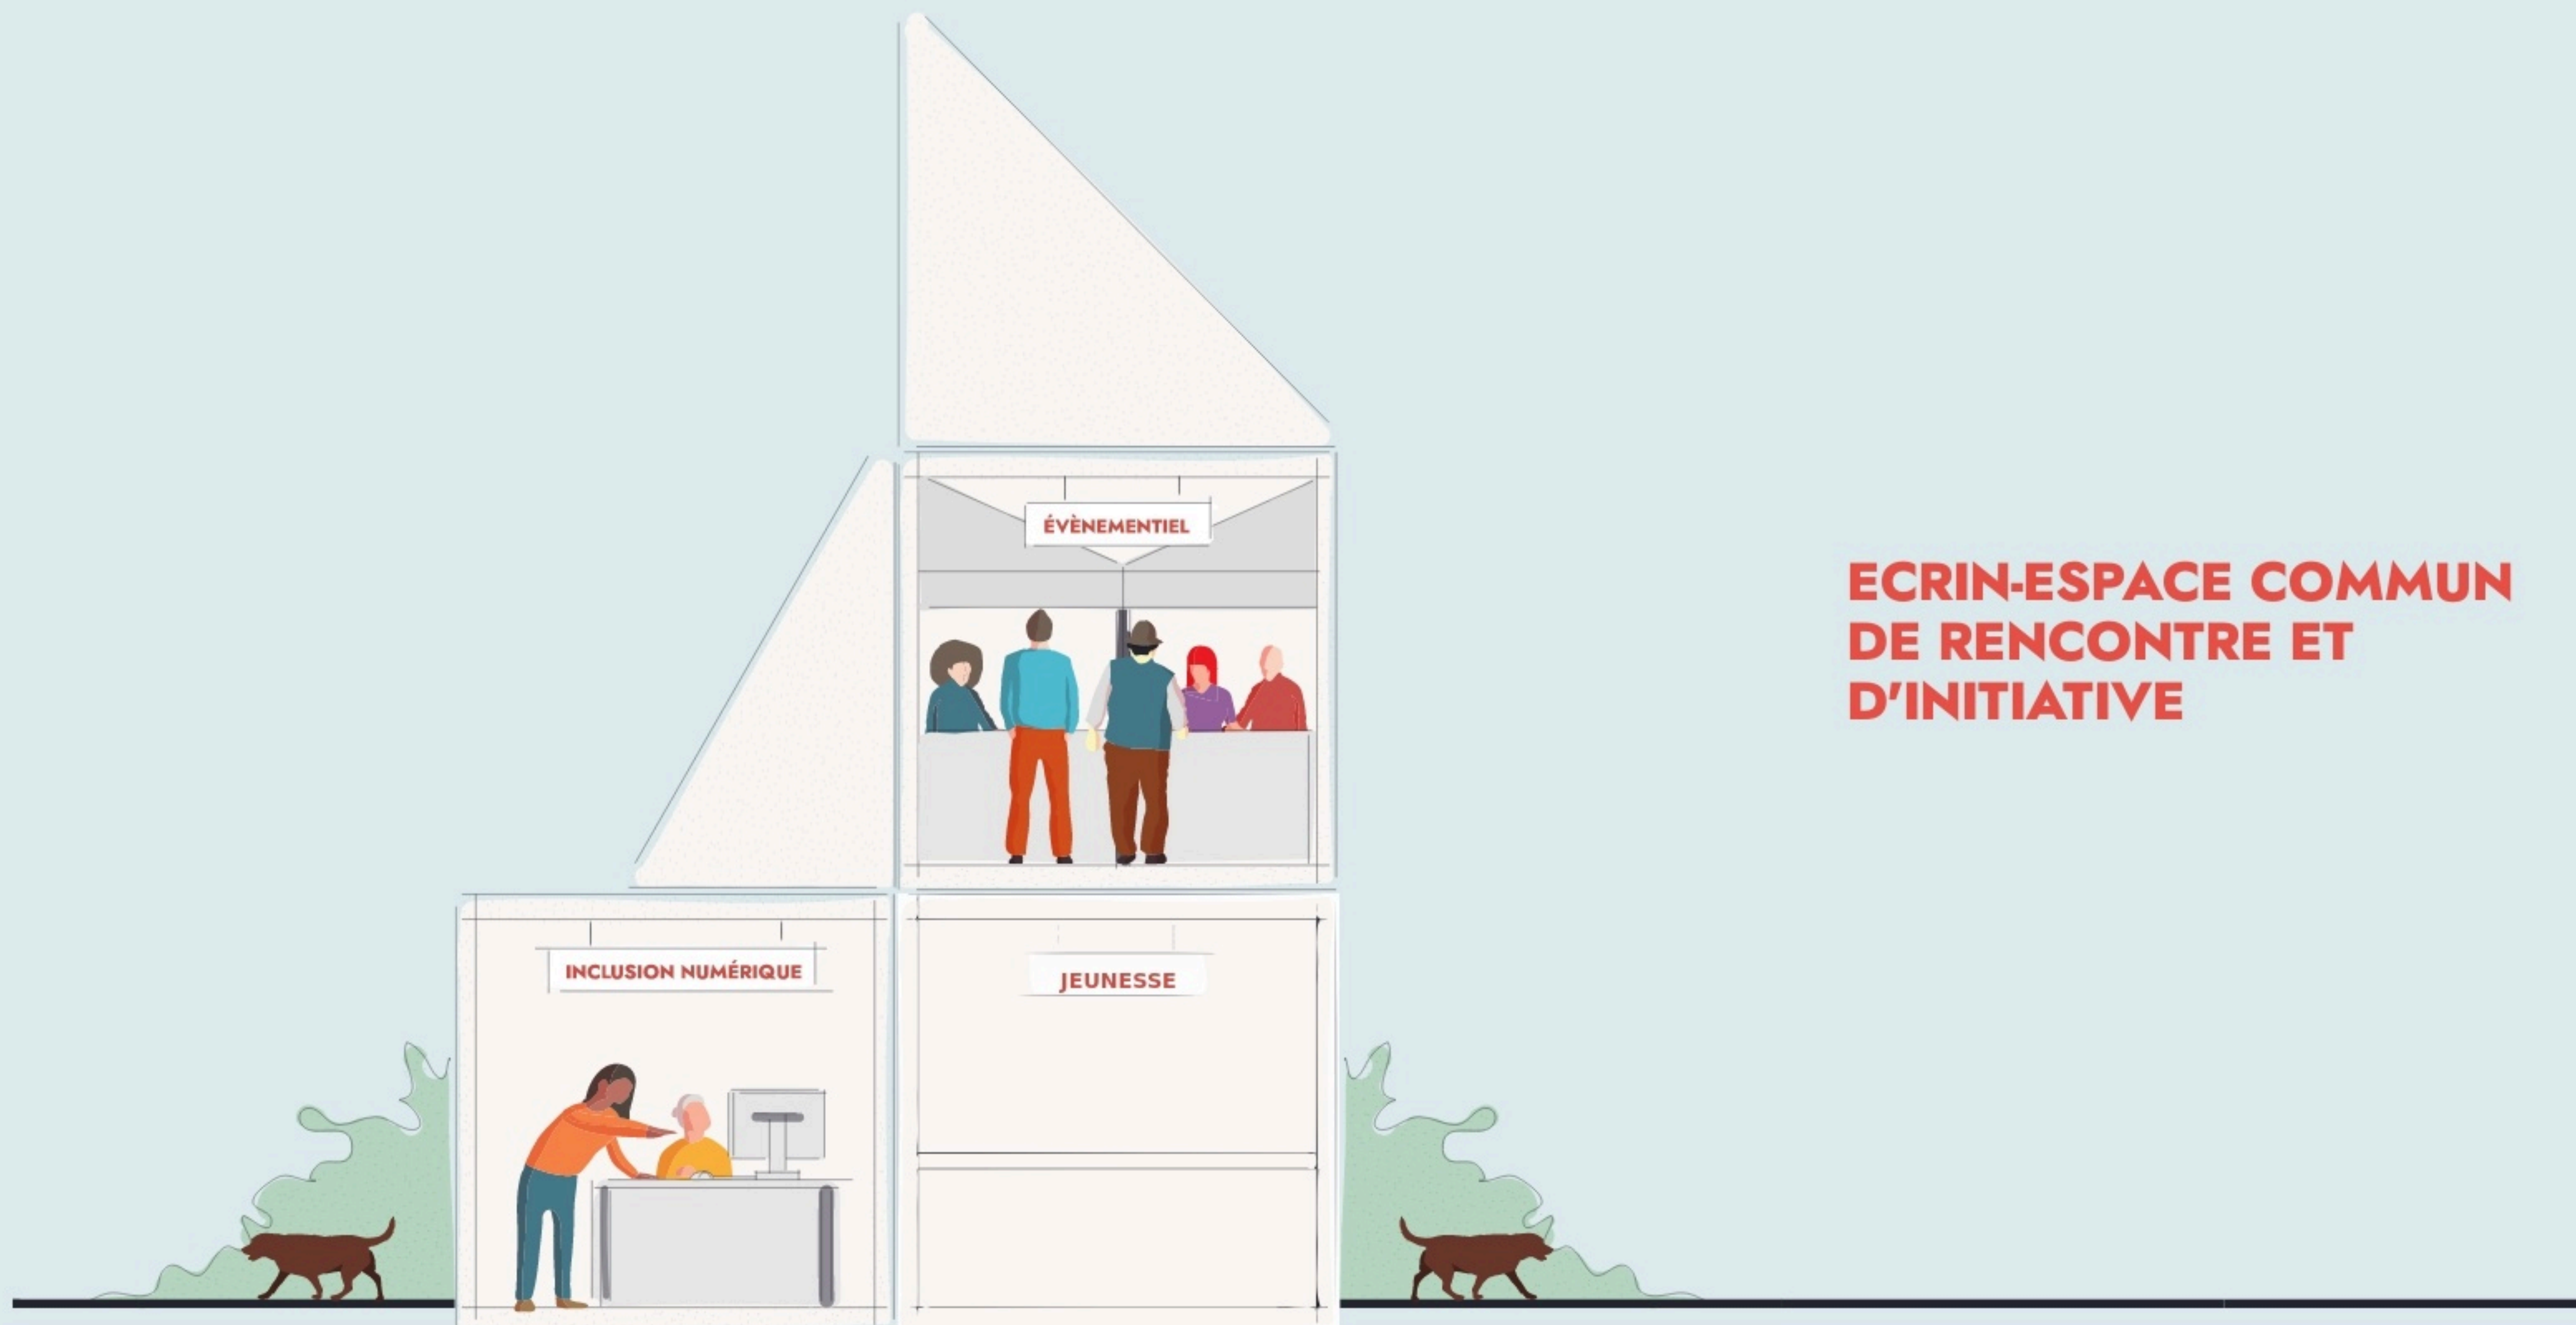 ÉVÈNEMENTIEL
ECRIN-ESPACE COMMUN
DE RENCONTRE ET
D'INITIATIVE
INCLUSION NUMÉRIQUE
JEUNESSE